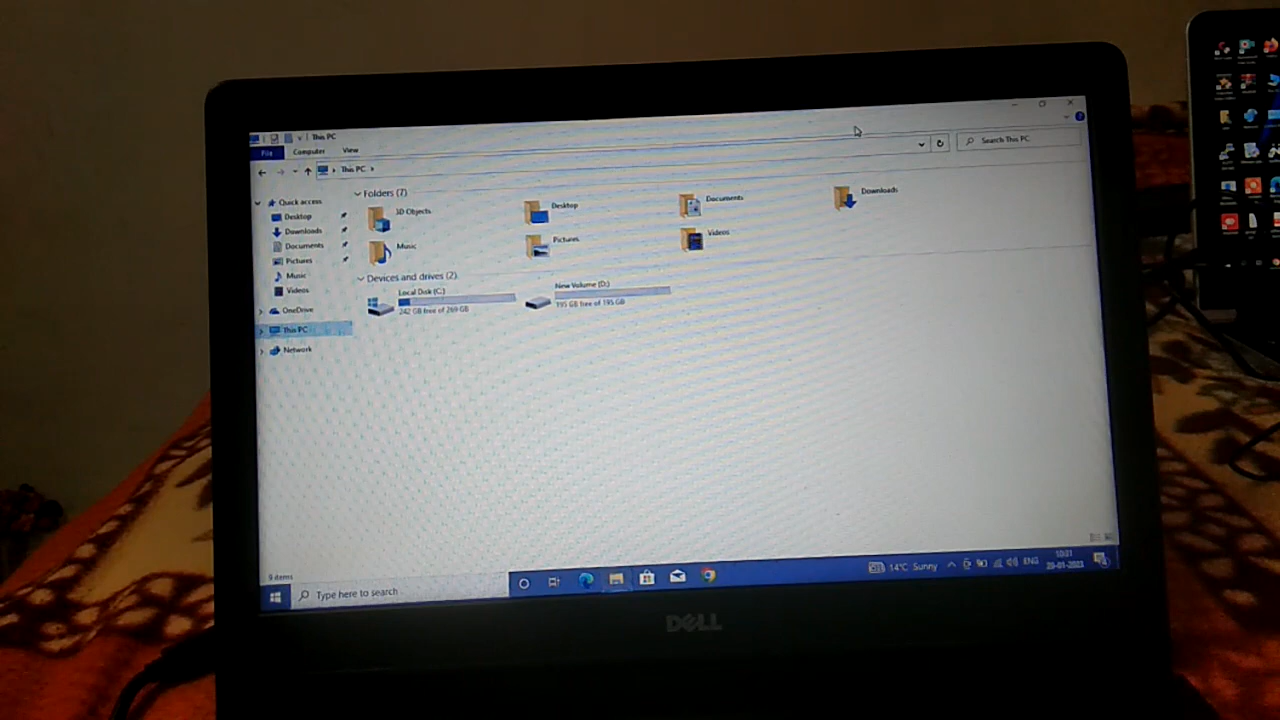 This PC
File Computer View
This PC
Search This PC
Quick access
Desktop
Downloads
Documents
Pictures
Music
Videos
OneDrive
This PC
Network
Folders (7)
3D Objects
Desktop
Documents
Downloads
Music
Pictures
Videos
Devices and drives (2)
Local Disk (C:)
242 GB free of 269 GB
New Volume (D:)
195 GB free of 195 GB
9 items
Type here to search
14°C Sunny
ENG
10:31
29-01-2023
DELL